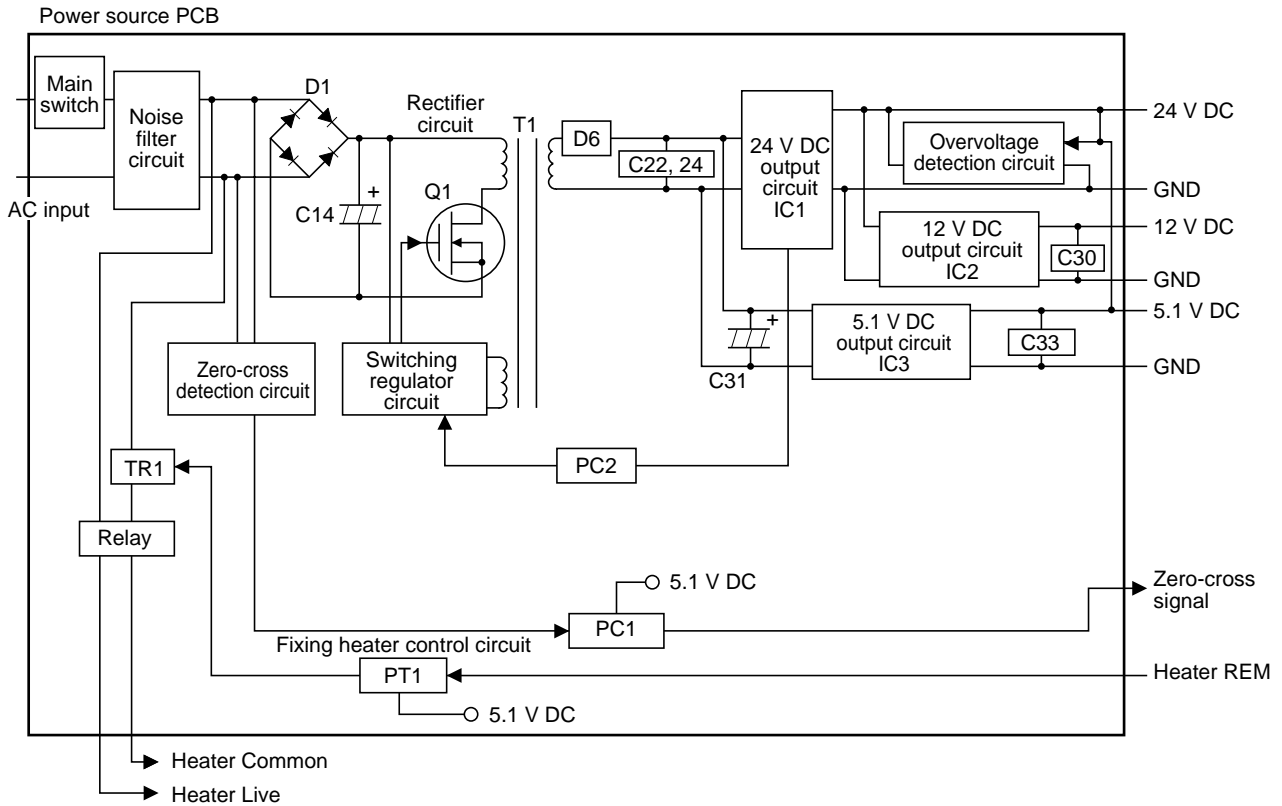 Power source PCB
Main
switch
Noise
filter
circuit
AC input
D1
Rectifier
circuit
T1
D6
C22, 24
24 V DC
output
circuit
IC1
Overvoltage
detection circuit
24 V DC
GND
12 V DC
output circuit
IC2
C30
12 V DC
GND
5.1 V DC
5.1 V DC
output circuit
IC3
C33
GND
C14
+
Q1
+
C31
Zero-cross
detection circuit
Switching
regulator
circuit
TR1
PC2
Relay
5.1 V DC
PC1
Zero-cross
signal
Fixing heater control circuit
PT1
Heater REM
5.1 V DC
Heater Common
Heater Live